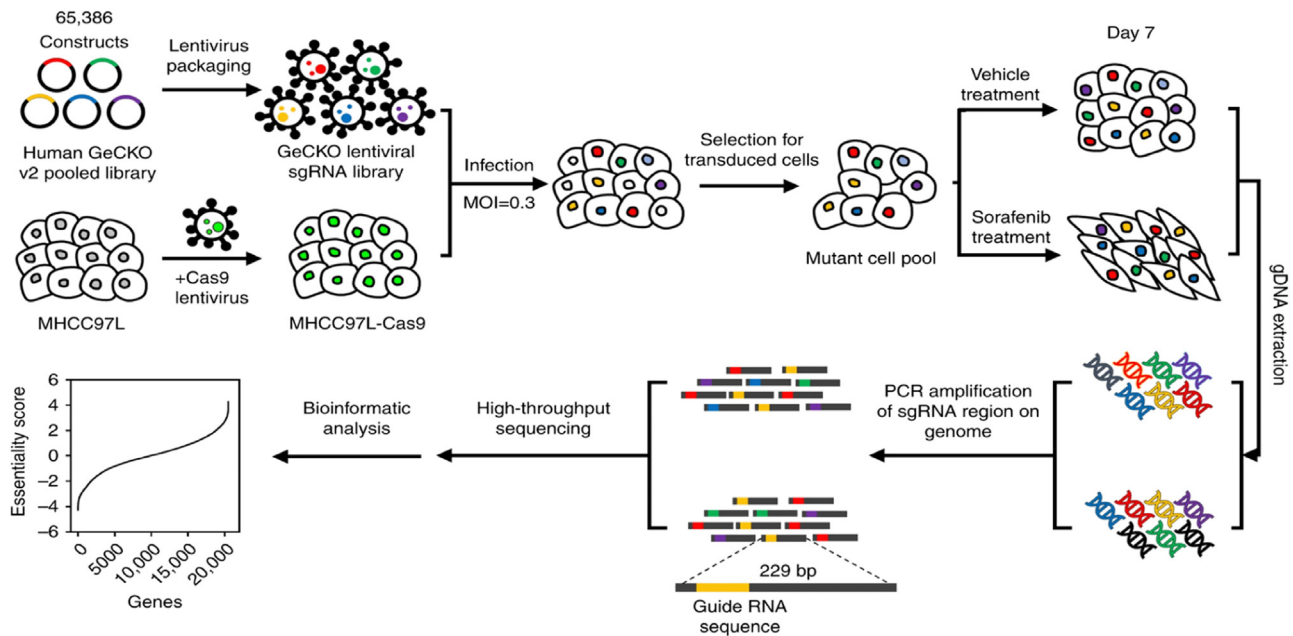 65,386
Constructs
Lentivirus
packaging
Human GeCKO
v2 pooled library
GeCKO lentiviral
sgRNA library
Infection
MOI=0.3
Selection for
transduced cells
Mutant cell pool
Vehicle
treatment
Sorafenib
treatment
Day 7
+Cas9
lentivirus
MHCC97L
MHCC97L-Cas9
gDNA extraction
PCR amplification
of sgRNA region on
genome
229 bp
Guide RNA
sequence
High-throughput
sequencing
Bioinformatic
analysis
Essentiality score
6
4
2
0
−2
−4
−6
0
5000
10,000
15,000
20,000
Genes